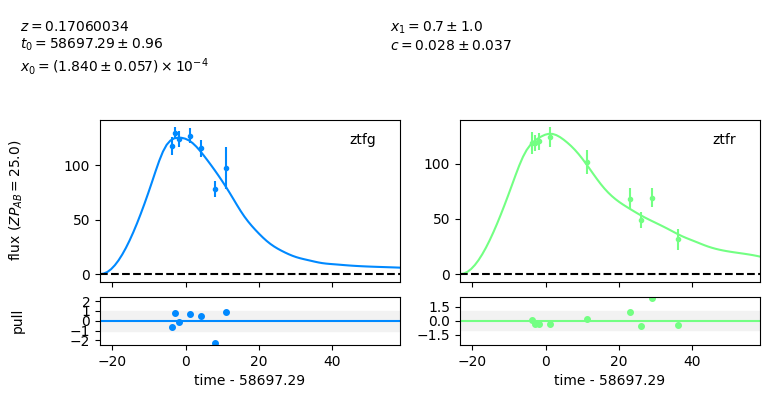 z = 0.17060034
t₀ = 58697.29 ± 0.96
x₀ = (1.840 ± 0.057) × 10⁻⁴
x₁ = 0.7 ± 1.0
c = 0.028 ± 0.037
flux (ZP_AB = 25.0)
100
50
0
ztfg
100
50
0
ztfr
pull
2
1
0
−1
−2
1.5
0.0
−1.5
−20 0 20 40
−20 0 20 40
time - 58697.29
time - 58697.29